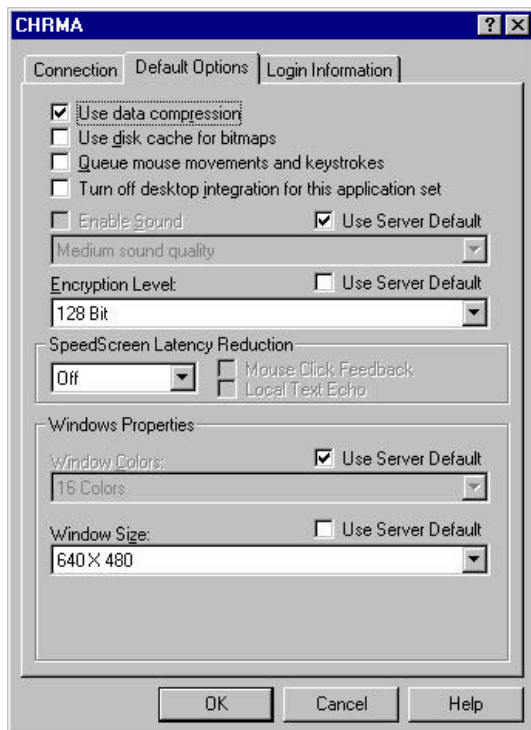 CHRMA
Connection Default Options Login Information
Use data compression
Use disk cache for bitmaps
Queue mouse movements and keystrokes
Turn off desktop integration for this application set
Enable Sound Use Server Default
Medium sound quality
Encryption Level: Use Server Default
128 Bit
SpeedScreen Latency Reduction
Off Mouse Click Feedback
Local Text Echo
Windows Properties
Window Colors: Use Server Default
16 Colors
Window Size: Use Server Default
640 X 480
OK Cancel Help